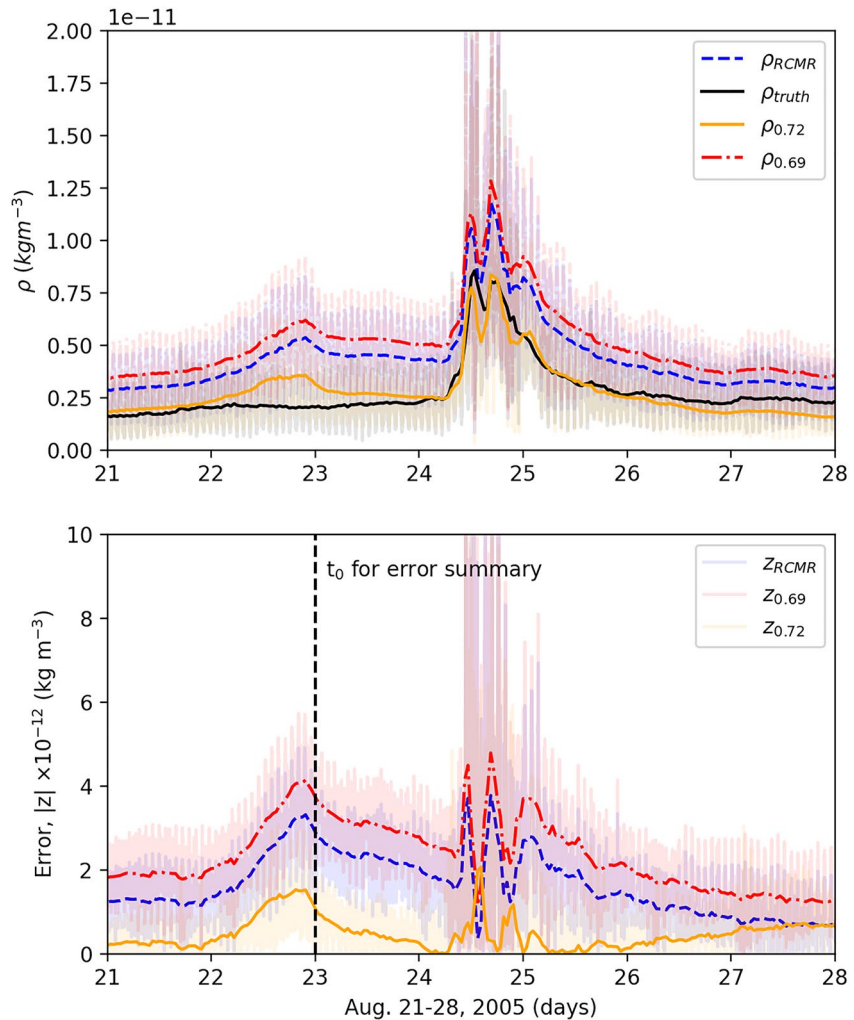 1e−11
2.00
1.75
1.50
1.25
1.00
0.75
0.50
0.25
0.00
ρ (kgm⁻³)
ρ_RCMR
ρ_truth
ρ_0.72
ρ_0.69
21 22 23 24 25 26 27 28
10
8
6
4
2
0
Error, |z| ×10⁻¹² (kg m⁻³)
t₀ for error summary
z_RCMR
z_0.69
z_0.72
21 22 23 24 25 26 27 28
Aug. 21-28, 2005 (days)